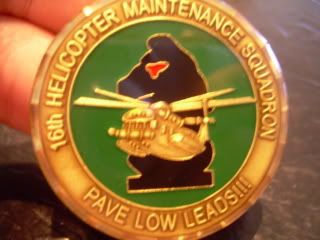 16th HELICOPTER MAINTENANCE SQUADRON
PAVE LOW LEADS!!!